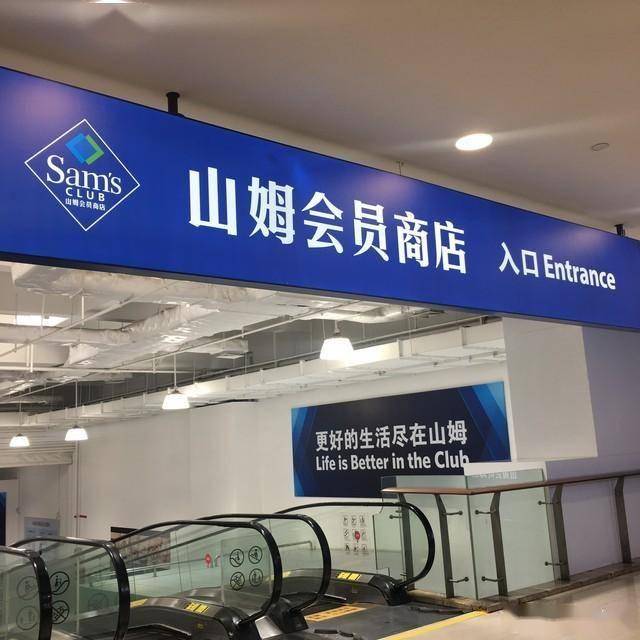 Sam's
CLUB
山姆会员商店
山姆会员商店
入口 Entrance
更好的生活尽在山姆
Life is Better in the Club